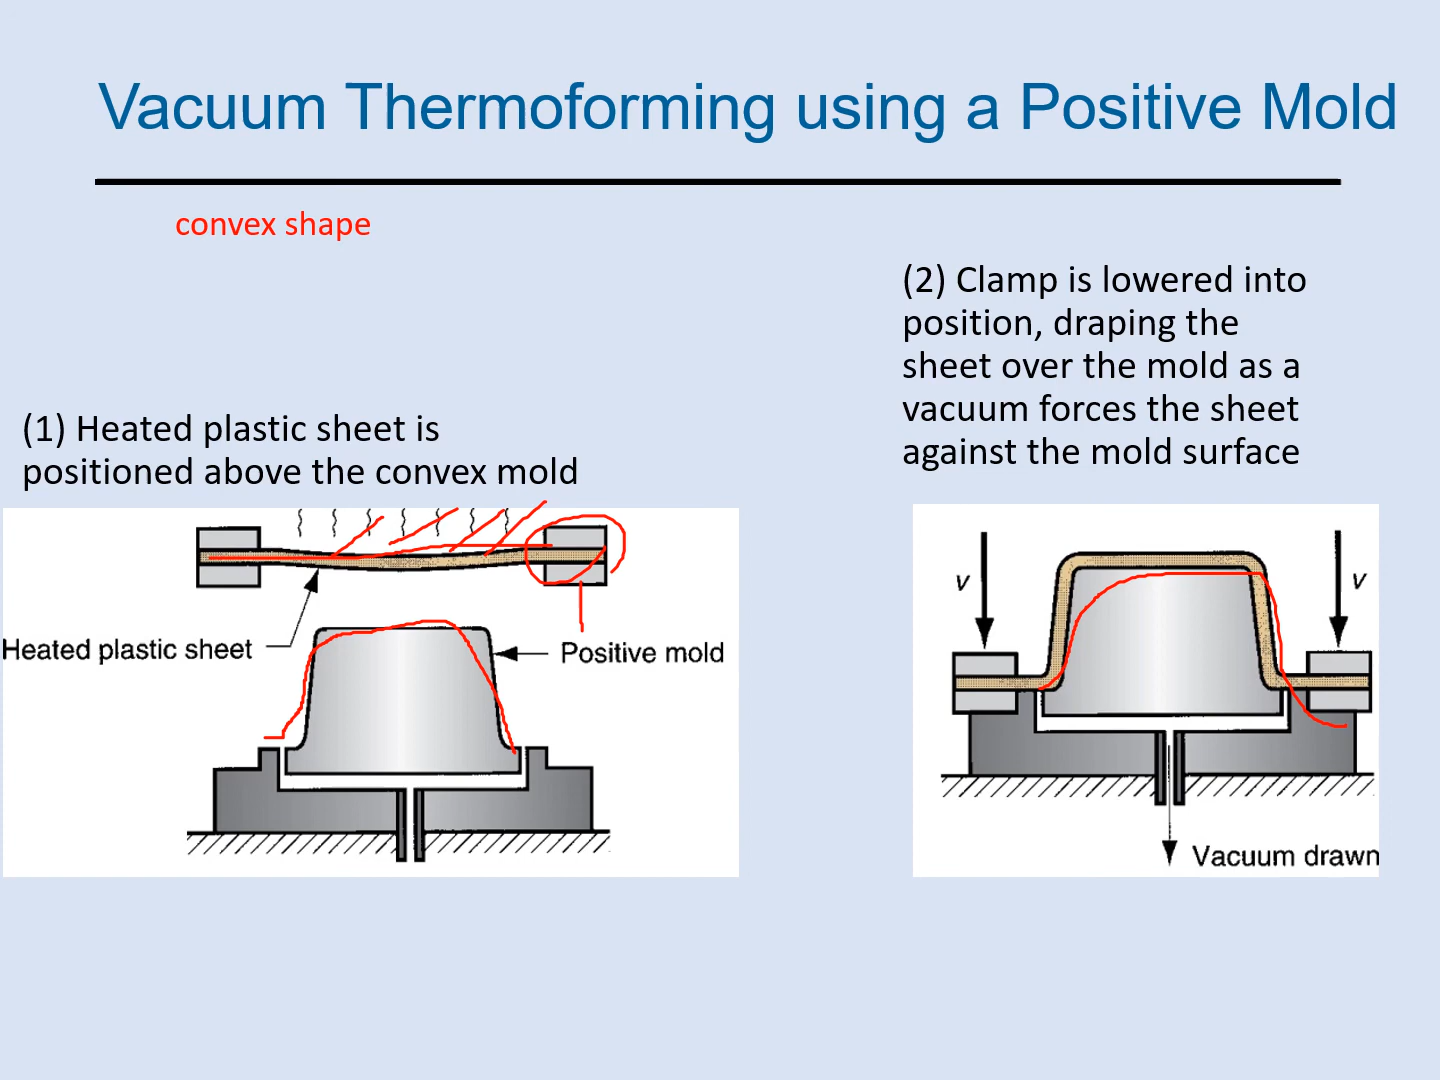 Vacuum Thermoforming using a Positive Mold
convex shape
(1) Heated plastic sheet is
positioned above the convex mold
Heated plastic sheet
Positive mold
(2) Clamp is lowered into
position, draping the
sheet over the mold as a
vacuum forces the sheet
against the mold surface
v
v
Vacuum drawn